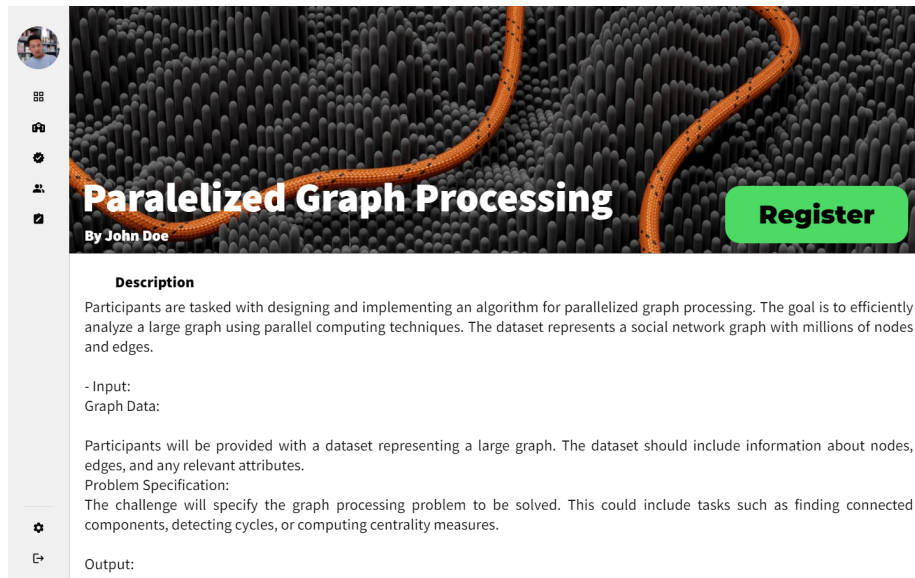 Paralelized Graph Processing
By John Doe
Register
Description
Participants are tasked with designing and implementing an algorithm for parallelized graph processing. The goal is to efficiently
analyze a large graph using parallel computing techniques. The dataset represents a social network graph with millions of nodes
and edges.
- Input:
Graph Data:
Participants will be provided with a dataset representing a large graph. The dataset should include information about nodes,
edges, and any relevant attributes.
Problem Specification:
The challenge will specify the graph processing problem to be solved. This could include tasks such as finding connected
components, detecting cycles, or computing centrality measures.
Output: